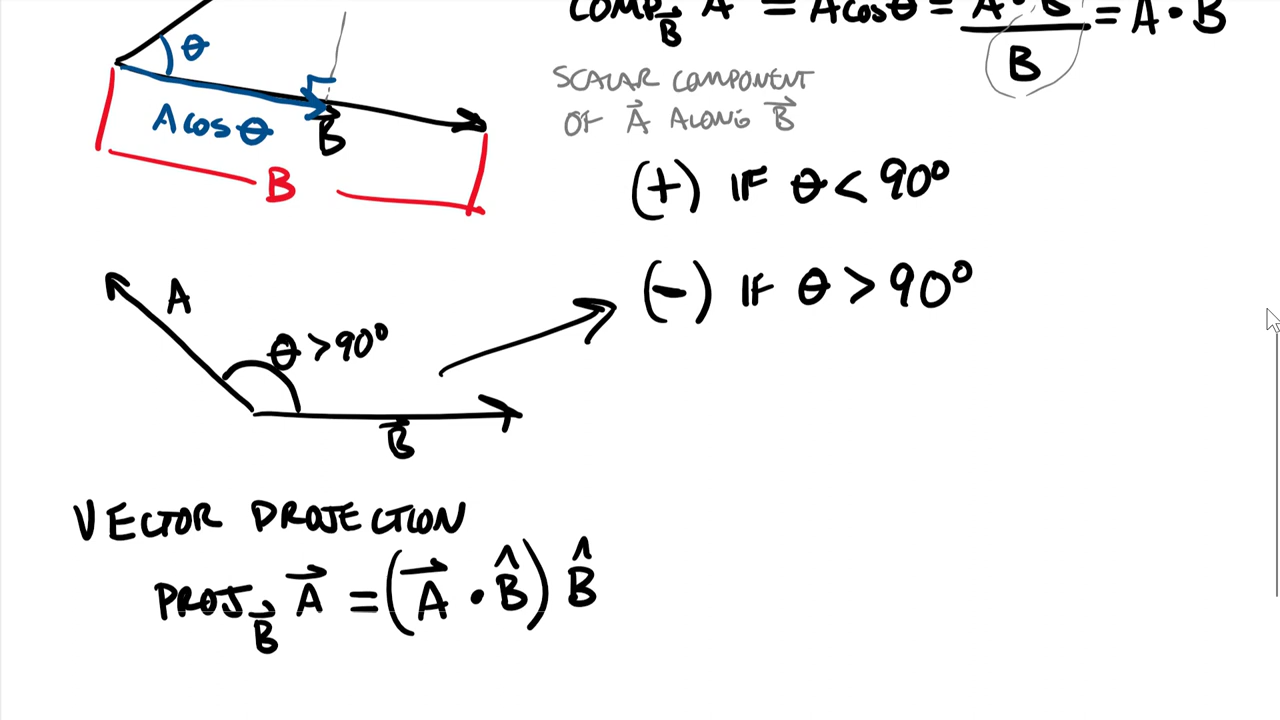 COMP B⃗ A = A cos θ = A · B / B = A · B
θ
SCALAR COMPONENT
OF A⃗ ALONG B⃗
A cos θ
B⃗
B
(+) IF θ < 90°
(-) IF θ > 90°
A
θ > 90°
B⃗
VECTOR PROJECTION
PROJ B⃗ A⃗ = (A⃗ · B̂) B̂